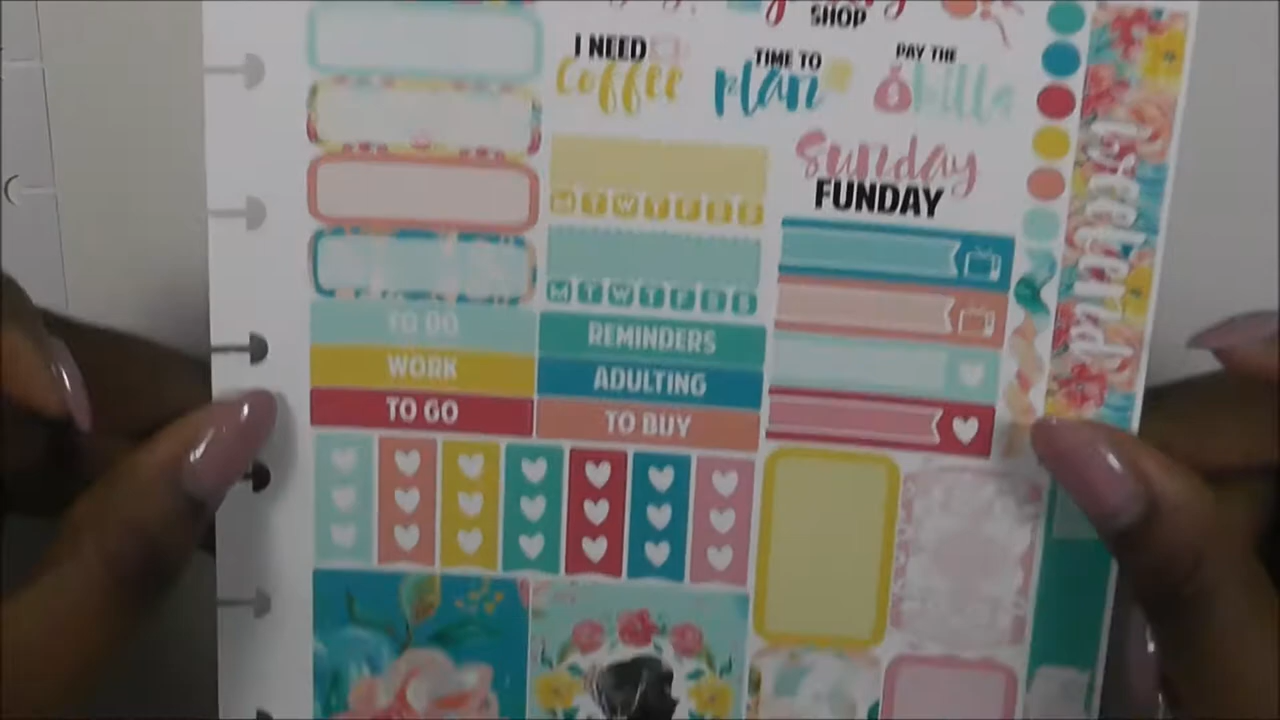 SHOP
I NEED
coffee
TIME TO
plan
PAY THE
bills
Sunday
FUNDAY
M T W T F S S
M T W T F S S
TO DO
WORK
TO GO
REMINDERS
ADULTING
TO BUY
weekend